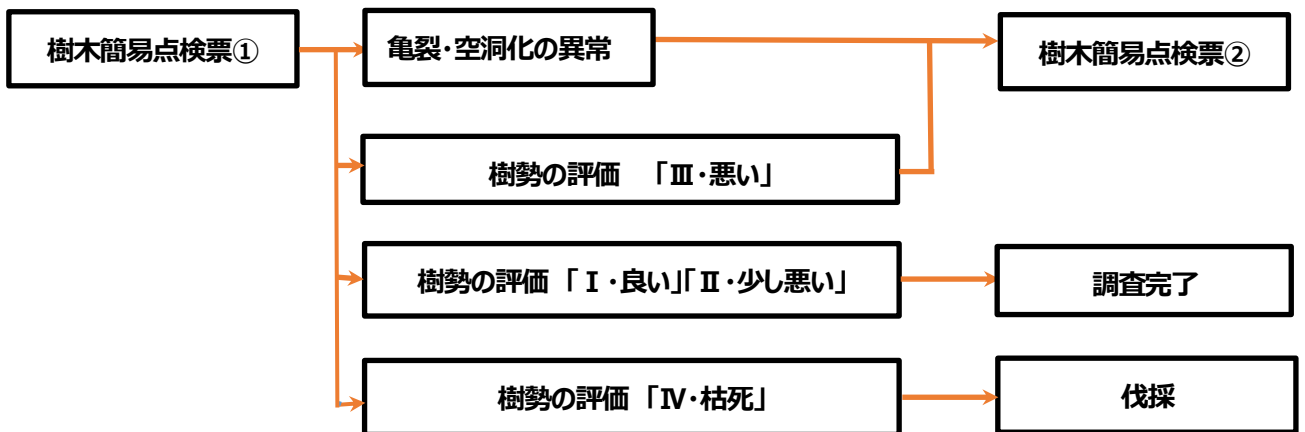 樹木簡易点検票①
亀裂・空洞化の異常
樹木簡易点検票②
樹勢の評価 「Ⅲ・悪い」
樹勢の評価 「Ⅰ・良い」「Ⅱ・少し悪い」
調査完了
樹勢の評価 「Ⅳ・枯死」
伐採